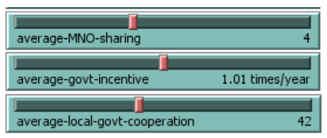 average-MNO-sharing 4
average-govt-incentive 1.01 times/year
average-local-govt-cooperation 42